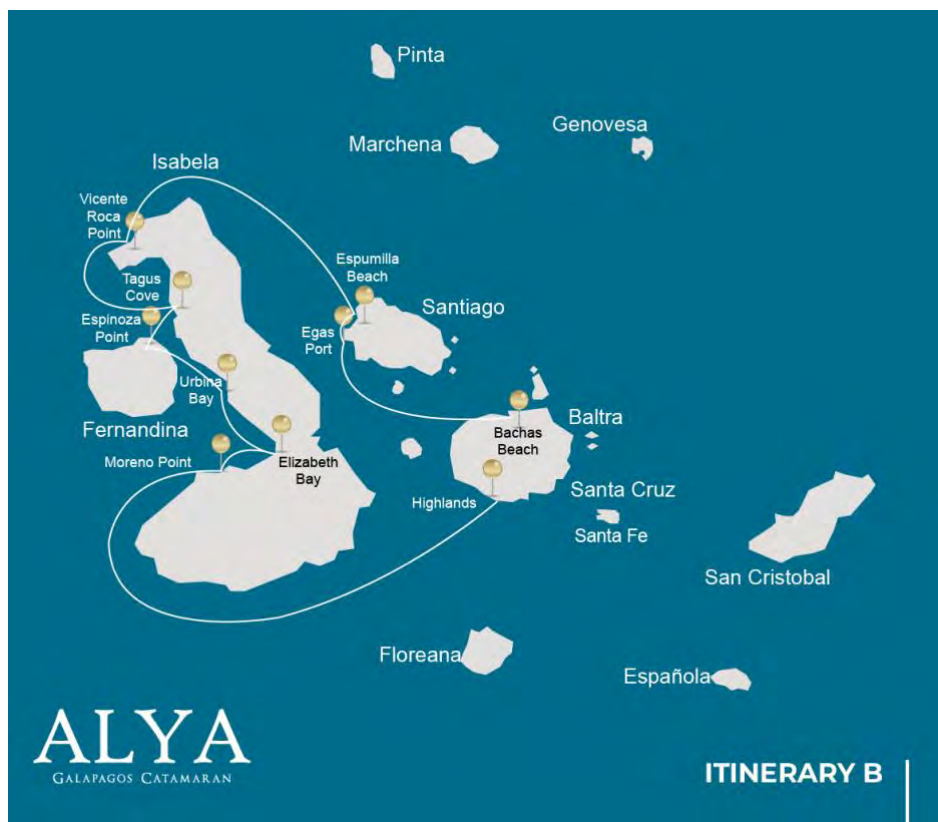 Pinta
Marchena
Genovesa
Isabela
Vicente
Roca
Point
Tagus
Cove
Espumilla
Beach
Santiago
Espinoza
Point
Egas
Port
Urbina
Bay
Fernandina
Baltra
Bachas
Beach
Moreno Point
Elizabeth
Bay
Highlands
Santa Cruz
Santa Fe
San Cristobal
Floreana
Española
ALYA
GALAPAGOS CATAMARAN
ITINERARY B